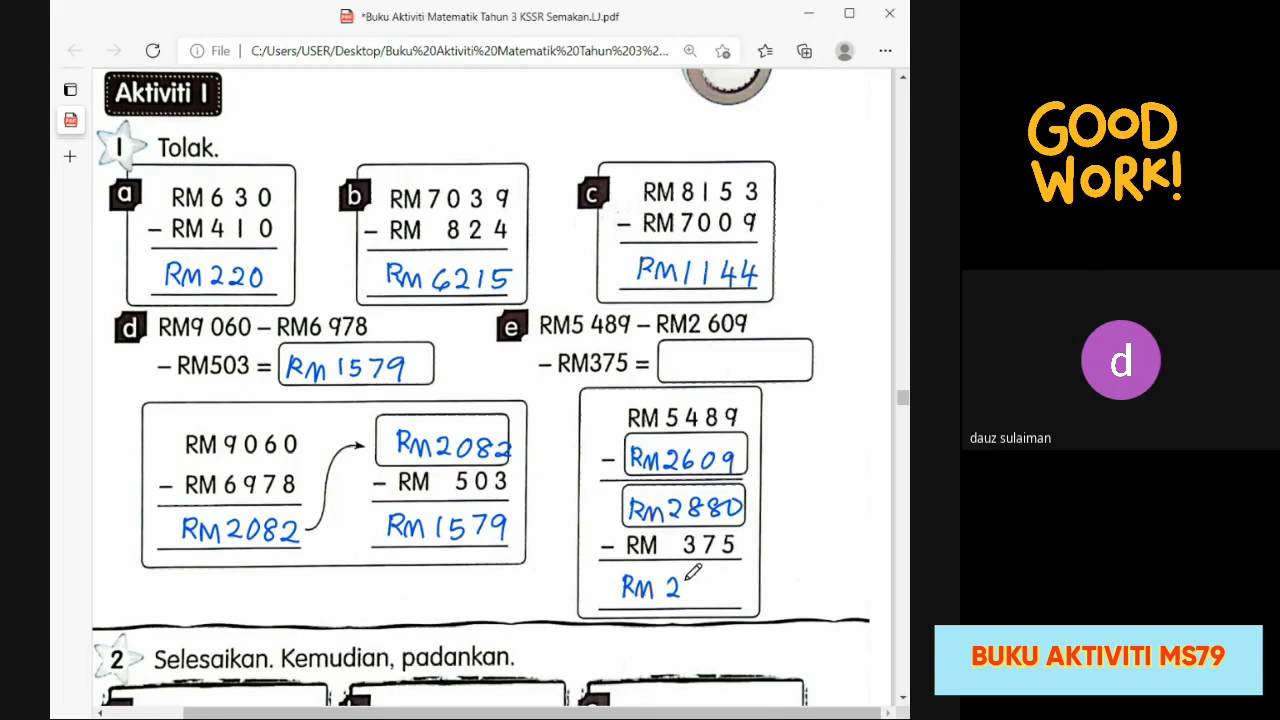 *Buku Aktiviti Matematik Tahun 3 KSSR Semakan.LJ.pdf
File | C:/Users/USER/Desktop/Buku%20Aktiviti%20Matematik%20Tahun%203%2...
Aktiviti 1
1 Tolak.
a
RM 6 3 0
− RM 4 1 0
RM 220
b
RM 7 0 3 9
− RM 8 2 4
RM 6215
c
RM 8 1 5 3
− RM 7 0 0 9
RM 1144
d RM9 060 − RM6 978
− RM503 = RM 1579
RM 9 0 6 0
− RM 6 9 7 8
RM 2082
RM 2082
− RM 5 0 3
RM 1579
e RM5 489 − RM2 609
− RM375 =
RM 5 4 8 9
− RM 2609
RM 2880
− RM 3 7 5
RM 2
2 Selesaikan. Kemudian, padankan.
GOOD
WORK!
d
dauz sulaiman
BUKU AKTIVITI MS79